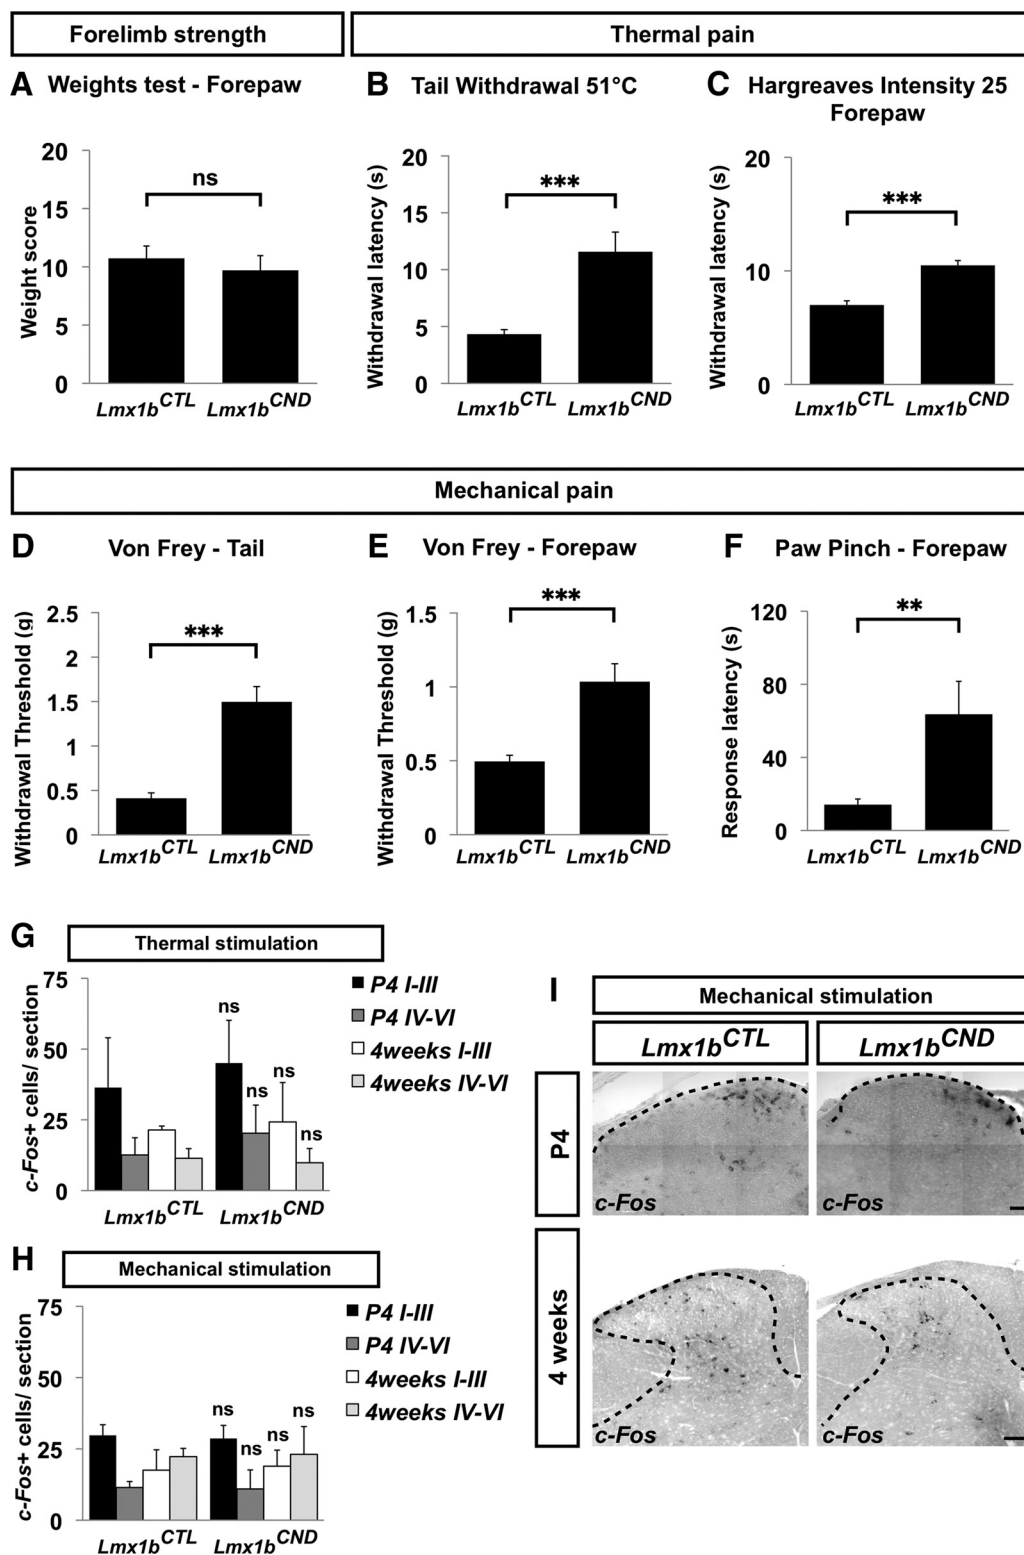 Forelimb strength
Thermal pain
A Weights test - Forepaw
Weight score
20
15
10
5
0
ns
Lmx1bCTL Lmx1bCND
B Tail Withdrawal 51°C
Withdrawal latency (s)
20
15
10
5
0
***
Lmx1bCTL Lmx1bCND
C Hargreaves Intensity 25
Forepaw
Withdrawal latency (s)
20
10
0
***
Lmx1bCTL Lmx1bCND
Mechanical pain
D Von Frey - Tail
Withdrawal Threshold (g)
2.5
2
1.5
1
0.5
0
***
Lmx1bCTL Lmx1bCND
E Von Frey - Forepaw
Withdrawal Threshold (g)
1.5
1
0.5
0
***
Lmx1bCTL Lmx1bCND
F Paw Pinch - Forepaw
Response latency (s)
120
80
40
0
**
Lmx1bCTL Lmx1bCND
G Thermal stimulation
c-Fos+ cells/ section
75
50
25
0
ns
ns
ns
ns
Lmx1bCTL Lmx1bCND
P4 I-III
P4 IV-VI
4weeks I-III
4weeks IV-VI
H Mechanical stimulation
c-Fos+ cells/ section
75
50
25
0
ns
ns
ns
ns
Lmx1bCTL Lmx1bCND
P4 I-III
P4 IV-VI
4weeks I-III
4weeks IV-VI
I Mechanical stimulation
Lmx1bCTL Lmx1bCND
P4
c-Fos c-Fos
4 weeks
c-Fos c-Fos